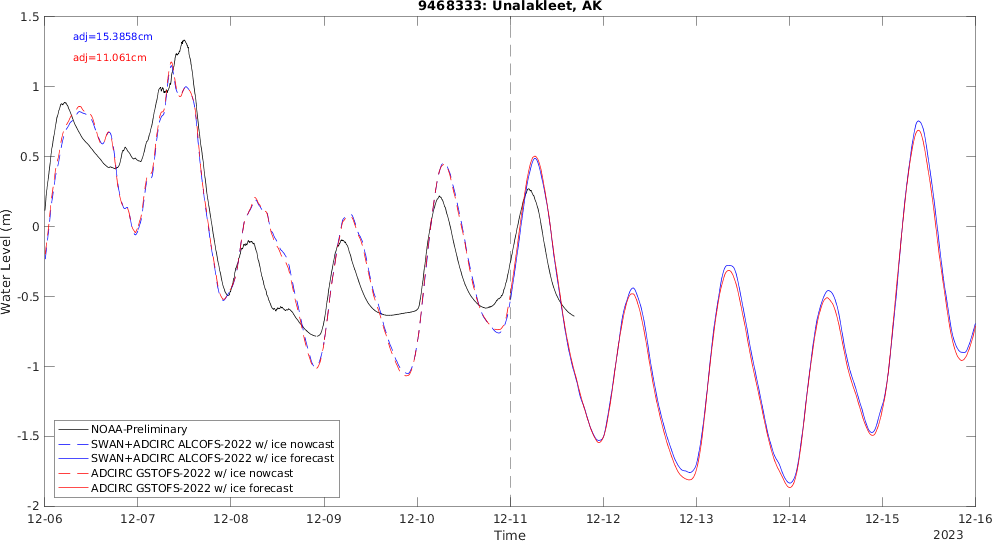 9468333: Unalakleet, AK
adj=15.3858cm
adj=11.061cm
Water Level (m)
1.5
1
0.5
0
-0.5
-1
-1.5
-2
NOAA-Preliminary
SWAN+ADCIRC ALCOFS-2022 w/ ice nowcast
SWAN+ADCIRC ALCOFS-2022 w/ ice forecast
ADCIRC GSTOFS-2022 w/ ice nowcast
ADCIRC GSTOFS-2022 w/ ice forecast
12-06 12-07 12-08 12-09 12-10 12-11 12-12 12-13 12-14 12-15 12-16
Time
2023